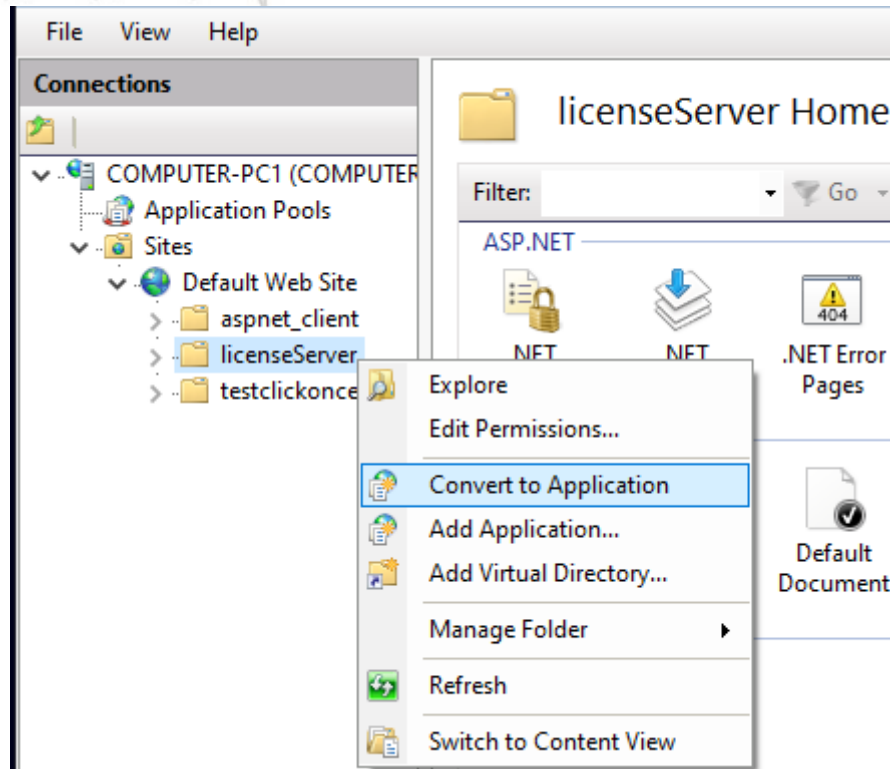 File View Help
Connections
licenseServer Home
COMPUTER-PC1 (COMPUTER
Application Pools
Sites
Default Web Site
aspnet_client
licenseServer
testclickonce
Filter:
Go
ASP.NET
.NET
.NET
.NET Error
Pages
404
Default
Document
Explore
Edit Permissions...
Convert to Application
Add Application...
Add Virtual Directory...
Manage Folder
Refresh
Switch to Content View